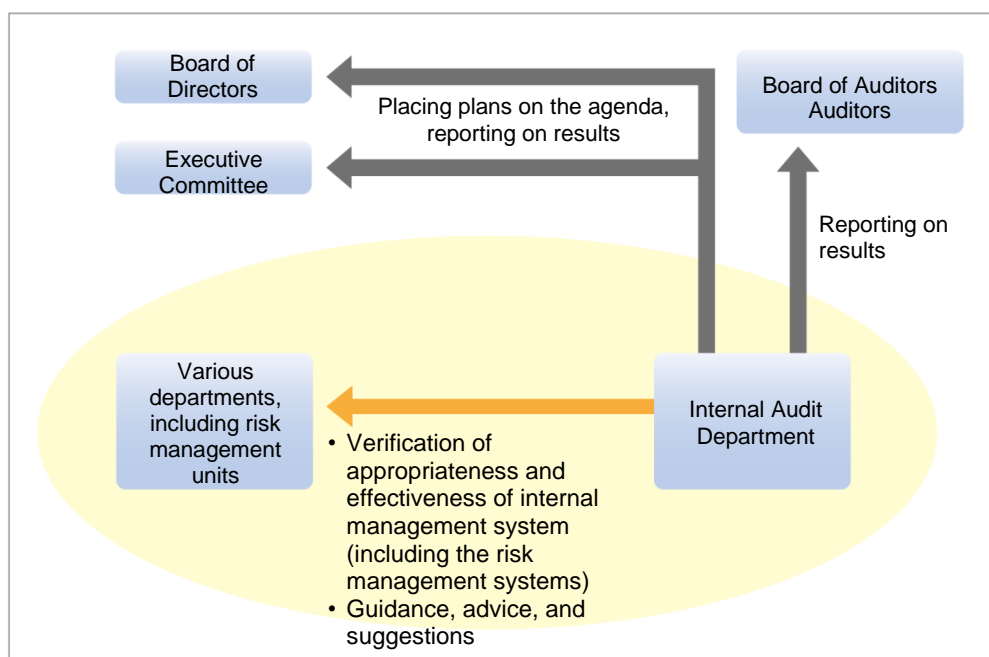 Board of
Directors
Placing plans on the agenda,
reporting on results
Board of Auditors
Auditors
Executive
Committee
Reporting on
results
Various
departments,
including risk
management
units
Internal Audit
Department
• Verification of
appropriateness and
effectiveness of internal
management system
(including the risk
management systems)
• Guidance, advice, and
suggestions